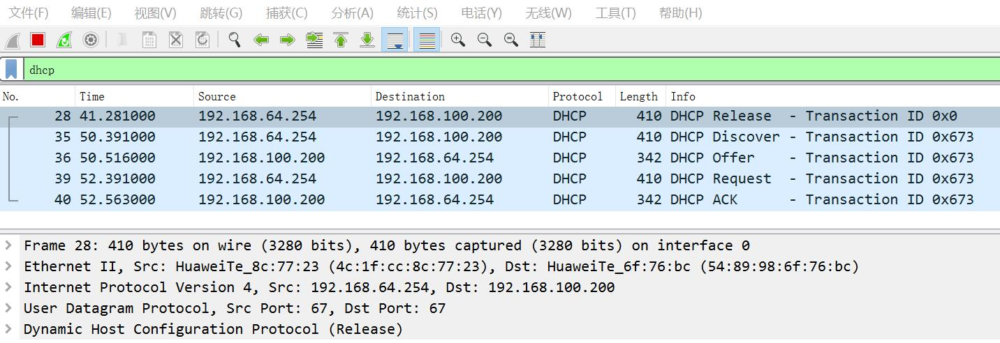 文件(F) 编辑(E) 视图(V) 跳转(G) 捕获(C) 分析(A) 统计(S) 电话(Y) 无线(W) 工具(T) 帮助(H)
dhcp
No. Time Source Destination Protocol Length Info
28 41.281000 192.168.64.254 192.168.100.200 DHCP 410 DHCP Release - Transaction ID 0x0
35 50.391000 192.168.64.254 192.168.100.200 DHCP 410 DHCP Discover - Transaction ID 0x673
36 50.516000 192.168.100.200 192.168.64.254 DHCP 342 DHCP Offer - Transaction ID 0x673
39 52.391000 192.168.64.254 192.168.100.200 DHCP 410 DHCP Request - Transaction ID 0x673
40 52.563000 192.168.100.200 192.168.64.254 DHCP 342 DHCP ACK - Transaction ID 0x673
Frame 28: 410 bytes on wire (3280 bits), 410 bytes captured (3280 bits) on interface 0
Ethernet II, Src: HuaweiTe_8c:77:23 (4c:1f:cc:8c:77:23), Dst: HuaweiTe_6f:76:bc (54:89:98:6f:76:bc)
Internet Protocol Version 4, Src: 192.168.64.254, Dst: 192.168.100.200
User Datagram Protocol, Src Port: 67, Dst Port: 67
Dynamic Host Configuration Protocol (Release)